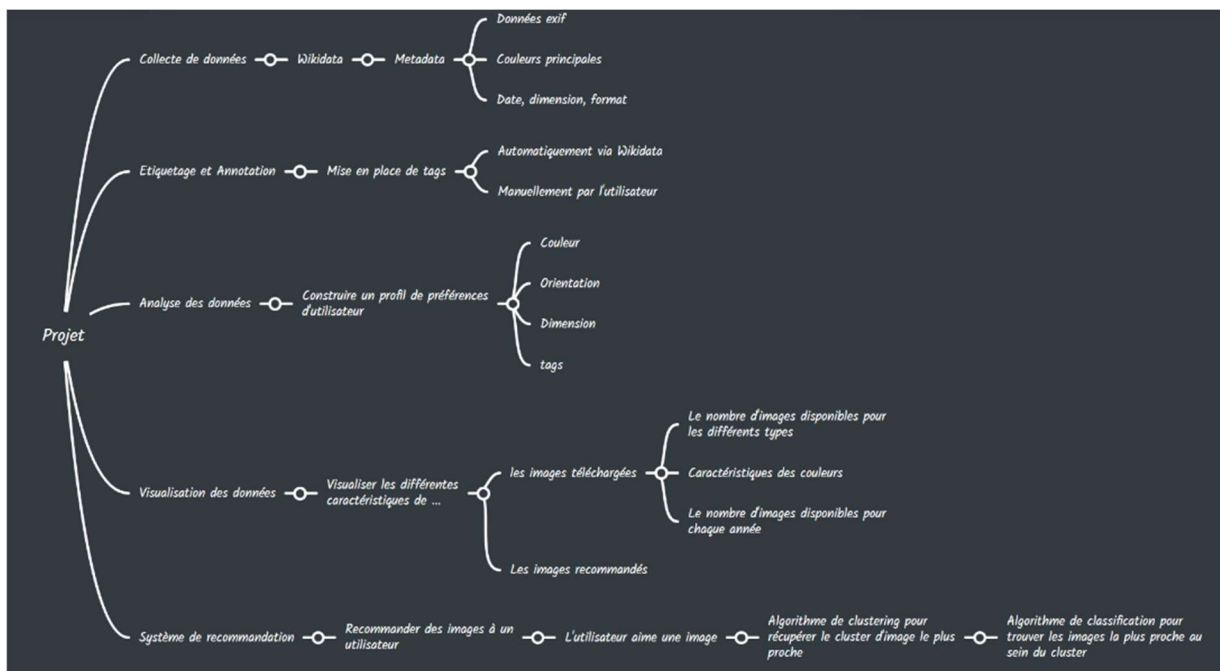 Projet
Collecte de données
Wikidata
Metadata
Données exif
Couleurs principales
Date, dimension, format
Etiquetage et Annotation
Mise en place de tags
Automatiquement via Wikidata
Manuellement par l'utilisateur
Analyse des données
Construire un profil de préférences
d'utilisateur
Couleur
Orientation
Dimension
tags
Visualisation des données
Visualiser les différentes
caractéristiques de ...
les images téléchargées
Le nombre d'images disponibles pour
les différents types
Caractéristiques des couleurs
Le nombre d'images disponibles pour
chaque année
Les images recommandés
Système de recommandation
Recommander des images à un
utilisateur
L'utilisateur aime une image
Algorithme de clustering pour
récupérer le cluster d'image le plus
proche
Algorithme de classification pour
trouver les images la plus proche au
sein du cluster